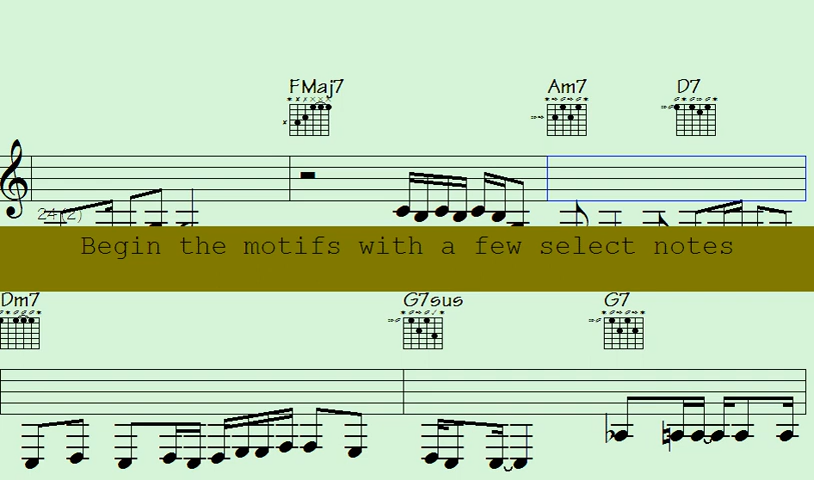 FMaj7 Am7 D7
24 (2)
Begin the motifs with a few select notes
Dm7 G7sus G7